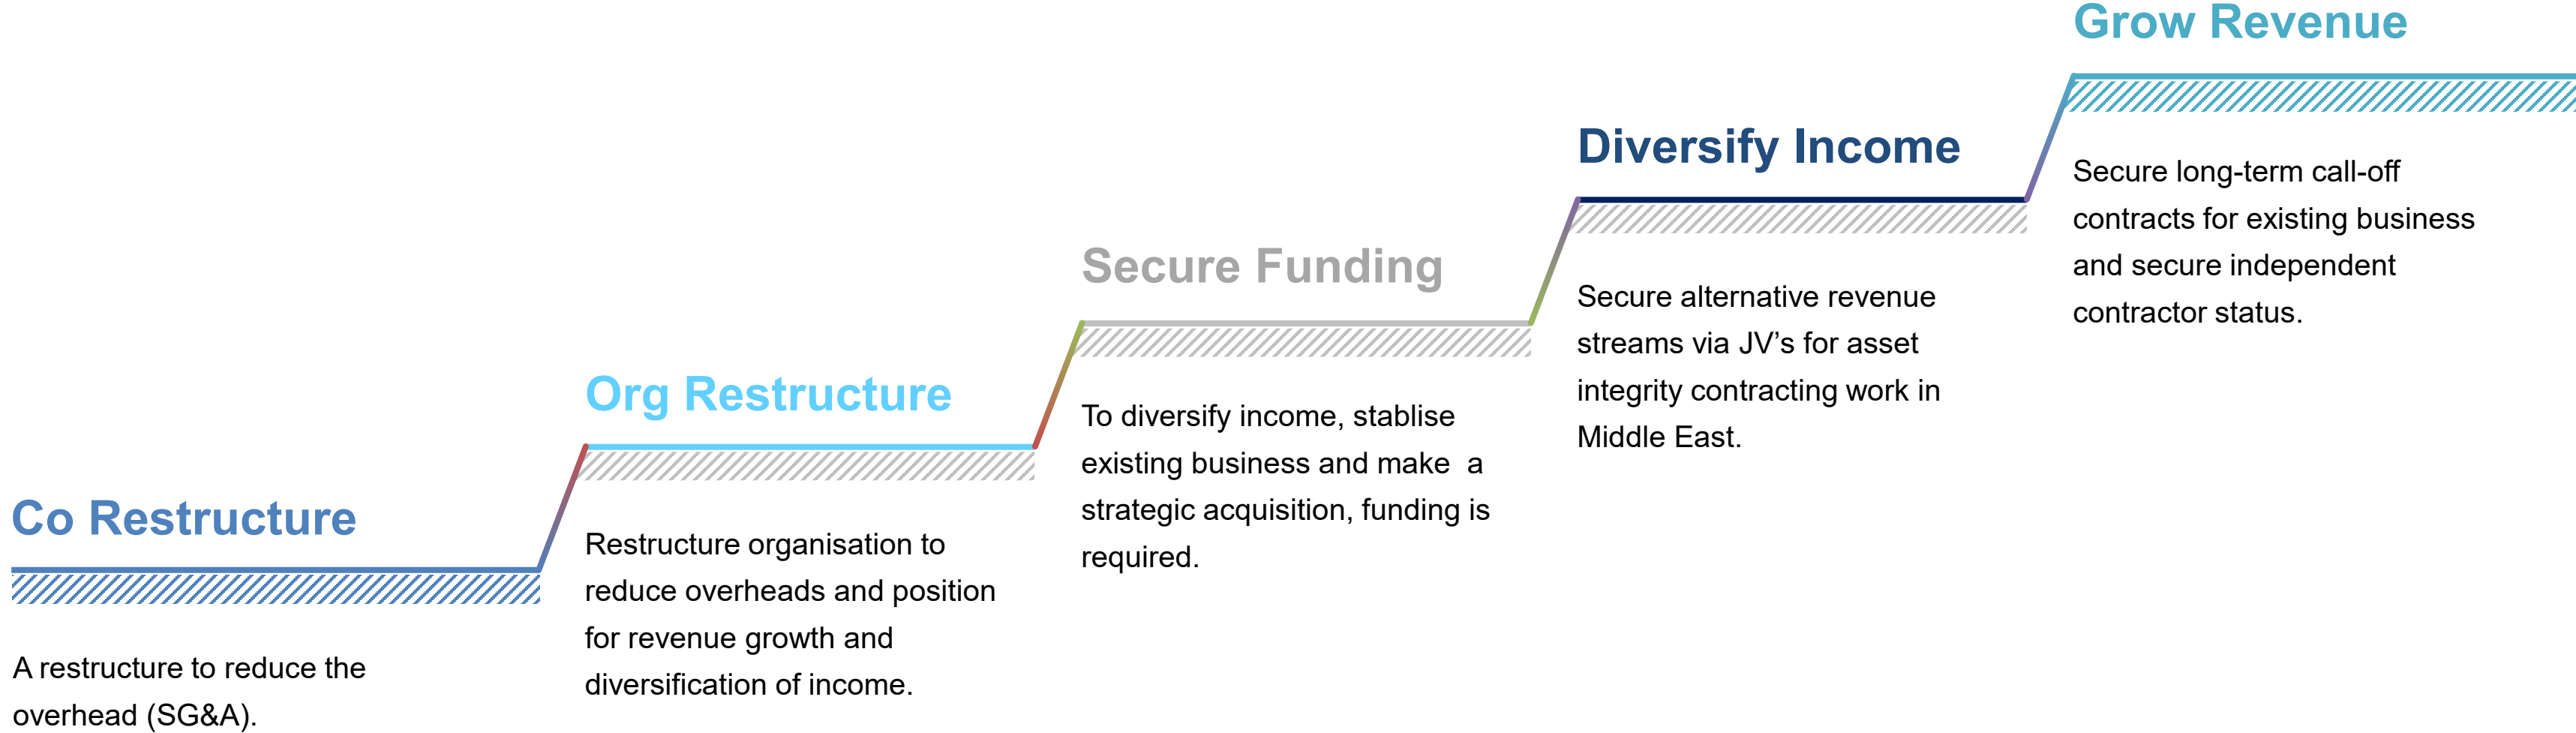 Co Restructure
A restructure to reduce the
overhead (SG&A).
Org Restructure
Restructure organisation to
reduce overheads and position
for revenue growth and
diversification of income.
Secure Funding
To diversify income, stablise
existing business and make  a
strategic acquisition, funding is
required.
Diversify Income
Secure alternative revenue
streams via JV’s for asset
integrity contracting work in
Middle East.
Grow Revenue
Secure long-term call-off
contracts for existing business
and secure independent
contractor status.